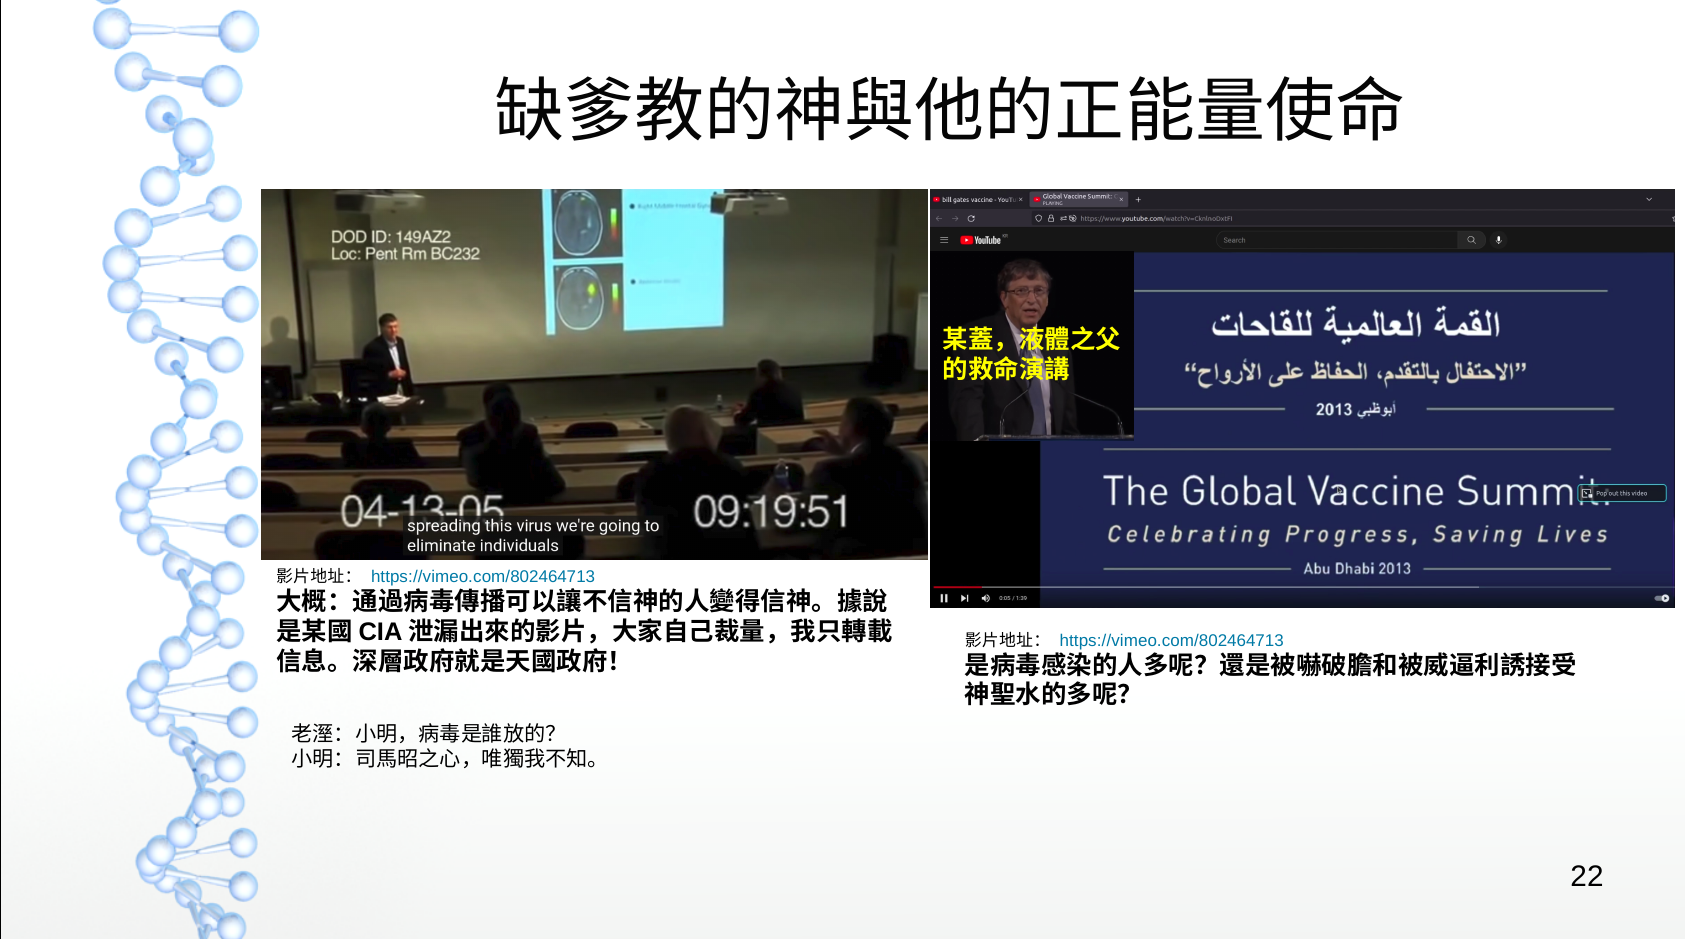 缺爹教的神與他的正能量使命
DOD ID: 149AZ2
Loc: Pent Rm BC232
04-13-05
09:19:51
spreading this virus we're going to
eliminate individuals
影片地址： https://vimeo.com/802464713
大概：通過病毒傳播可以讓不信神的人變得信神。據說
是某國 CIA 泄漏出來的影片，大家自己裁量，我只轉載
信息。深層政府就是天國政府！
老溼：小明，病毒是誰放的？
小明：司馬昭之心，唯獨我不知。
bill gates vaccine - YouTu
Global Vaccine Summit:
PLAYING
YouTube
Search
某蓋，液體之父
的救命演講
القمة العالمية للقاحات
“الاحتفال بالتقدم، الحفاظ على الأرواح”
أبوظبي 2013
The Global Vaccine Summit:
Pop out this video
Celebrating Progress, Saving Lives
Abu Dhabi 2013
0:05 / 1:39
影片地址： https://vimeo.com/802464713
是病毒感染的人多呢？還是被嚇破膽和被威逼利誘接受
神聖水的多呢？
22